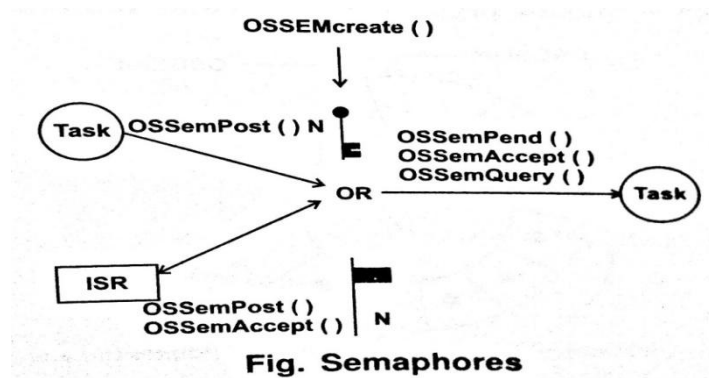 OSSEMcreate ( )
Task
OSSemPost ( ) N
OSSemPend ( )
OSSemAccept ( )
OSSemQuery ( )
OR
Task
ISR
OSSemPost ( )
OSSemAccept ( )
N
Fig. Semaphores